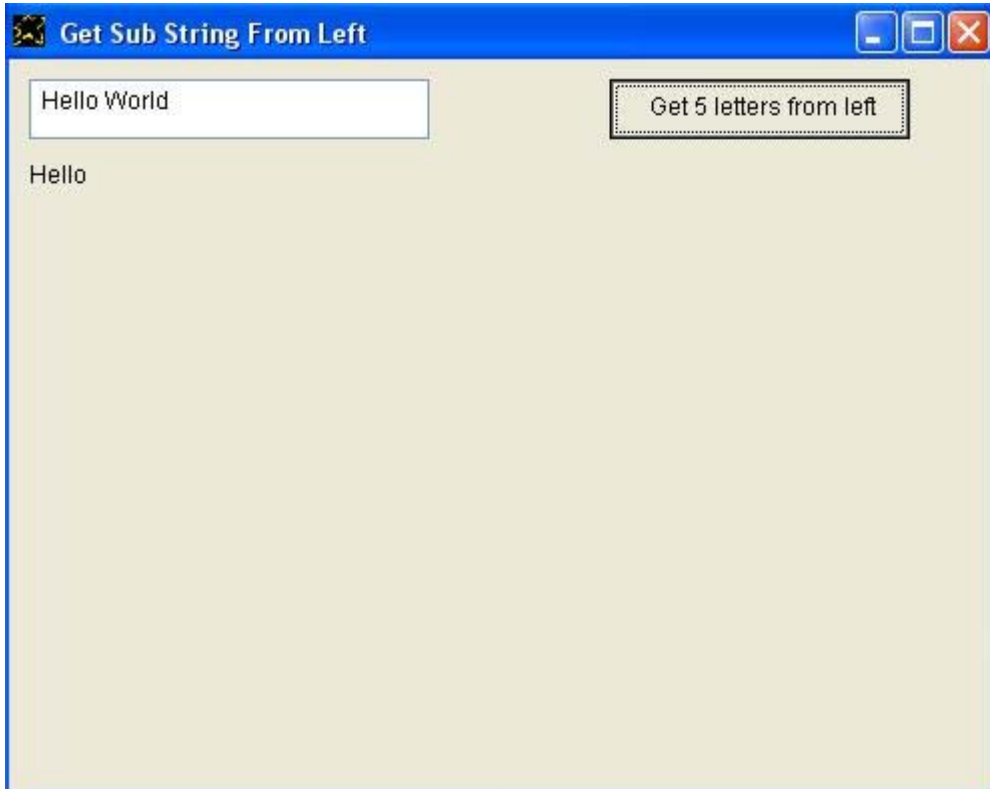 Get Sub String From Left
Hello World
Get 5 letters from left
Hello